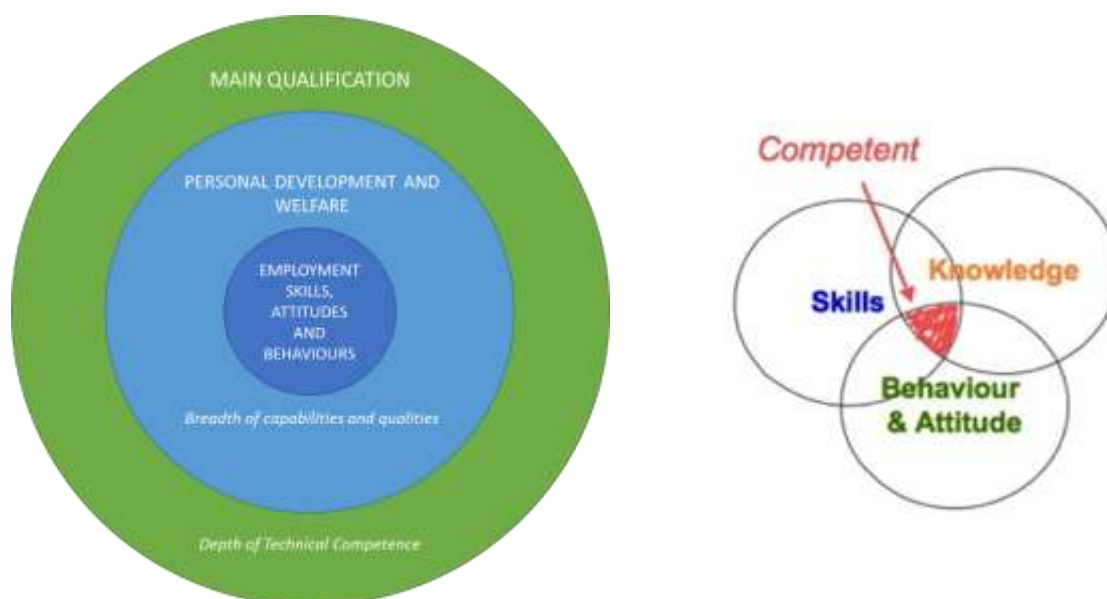 MAIN QUALIFICATION
PERSONAL DEVELOPMENT AND
WELFARE
EMPLOYMENT
SKILLS,
ATTITUDES
AND
BEHAVIOURS
Breadth of capabilities and qualities
Depth of Technical Competence
Competent
Knowledge
Skills
Behaviour
& Attitude